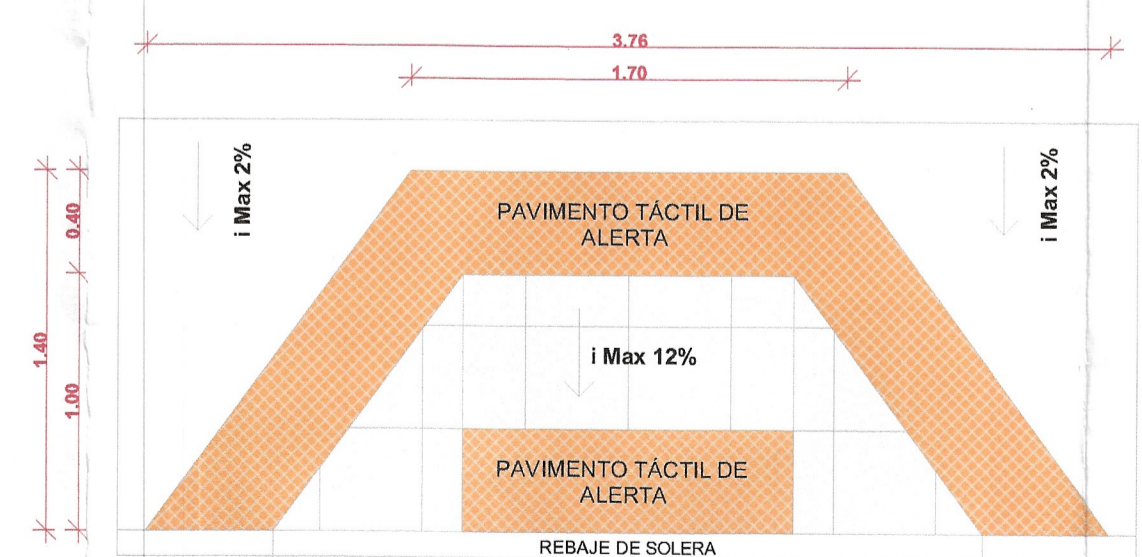 3.76
1.70
i Max 2%
i Max 2%
PAVIMENTO TÁCTIL DE
ALERTA
0.40
1.40
1.00
i Max 12%
PAVIMENTO TÁCTIL DE
ALERTA
REBAJE DE SOLERA